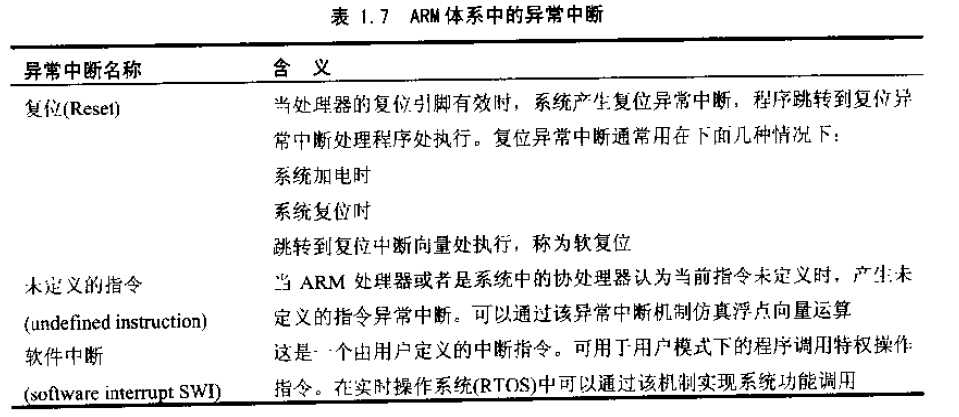 表 1.7 ARM 体系中的异常中断
异常中断名称 含 义
复位(Reset) 当处理器的复位引脚有效时，系统产生复位异常中断，程序跳转到复位异
常中断处理程序处执行。复位异常中断通常用在下面几种情况下：
系统加电时
系统复位时
跳转到复位中断向量处执行，称为软复位
未定义的指令 当 ARM 处理器或者是系统中的协处理器认为当前指令未定义时，产生未
(undefined instruction) 定义的指令异常中断。可以通过该异常中断机制仿真浮点向量运算
软件中断 这是一个由用户定义的中断指令。可用于用户模式下的程序调用特权操作
(software interrupt SWI) 指令。在实时操作系统(RTOS)中可以通过该机制实现系统功能调用